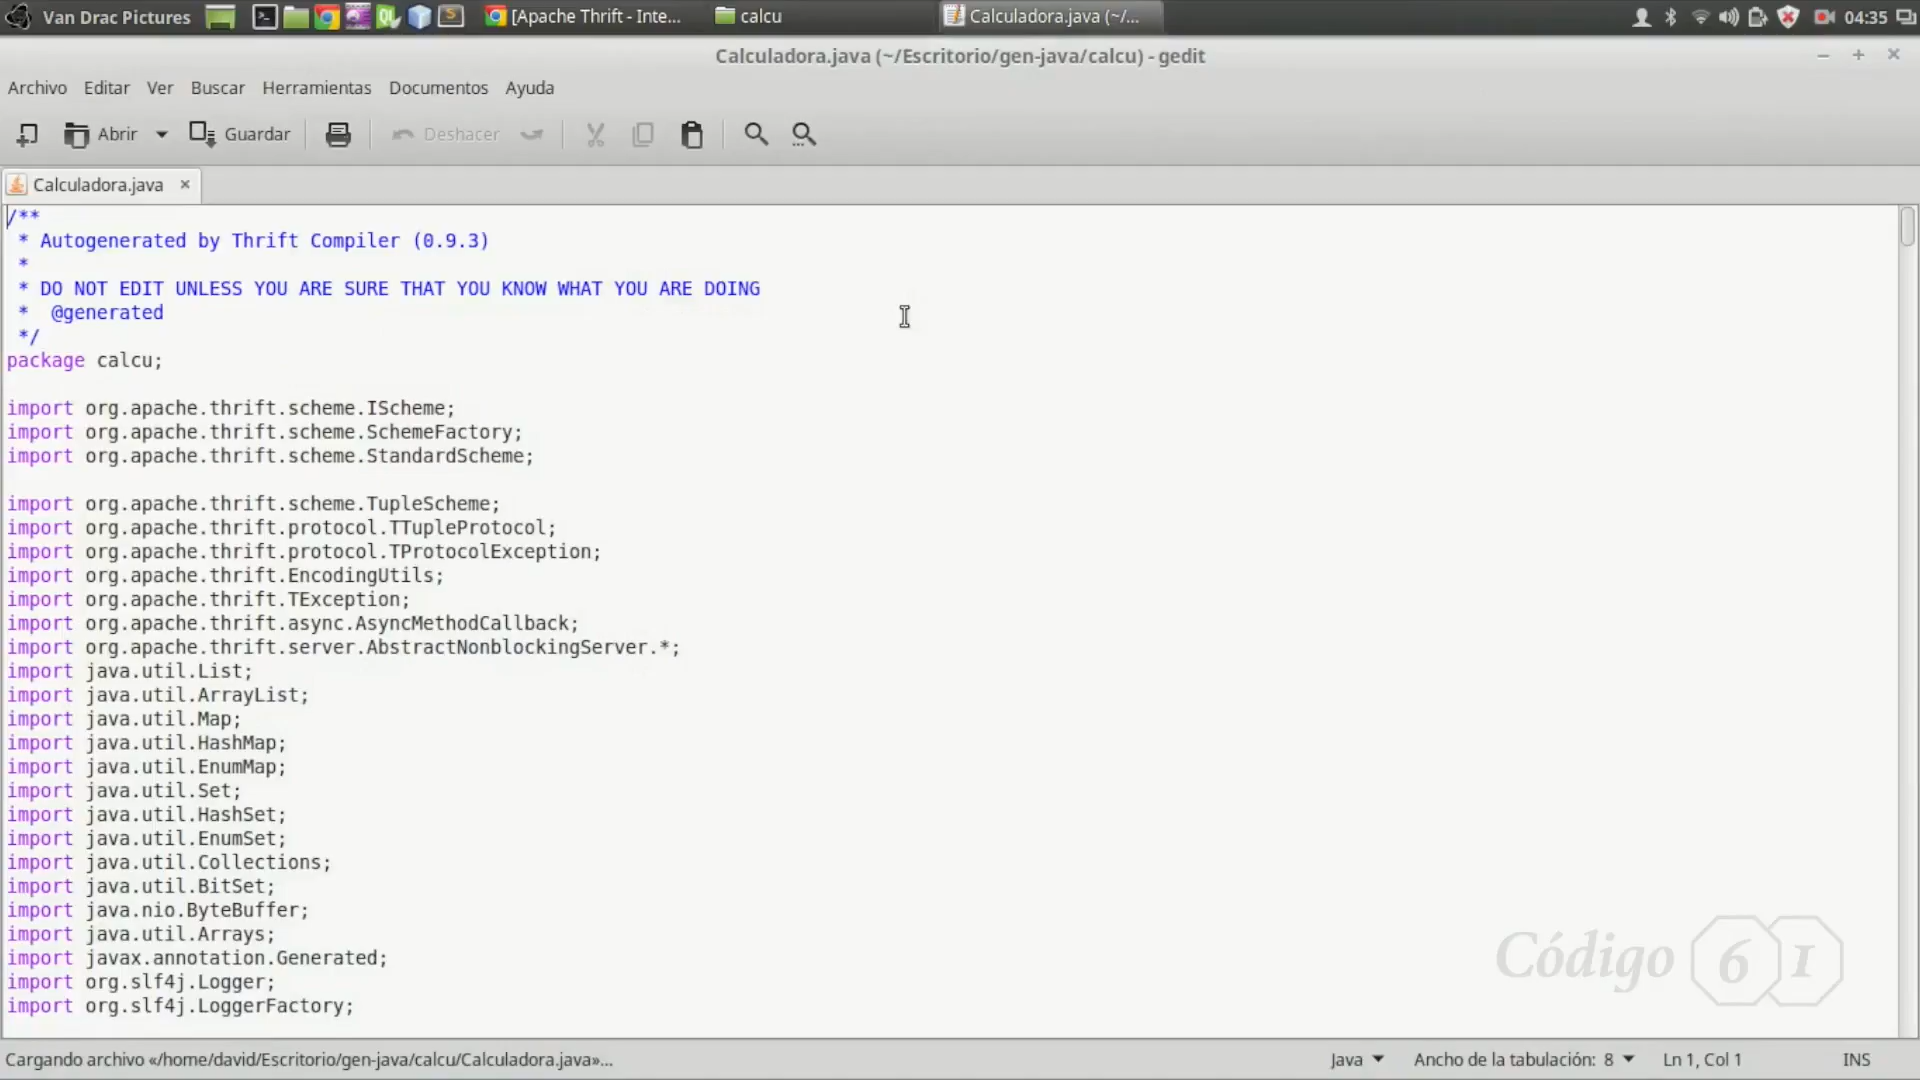 Van Drac Pictures
[Apache Thrift - Inte...
calcu
Calculadora.java (~/...
04:35
Calculadora.java (~/Escritorio/gen-java/calcu) - gedit
Archivo Editar Ver Buscar Herramientas Documentos Ayuda
Abrir Guardar Deshacer
Calculadora.java
/**
 * Autogenerated by Thrift Compiler (0.9.3)
 *
 * DO NOT EDIT UNLESS YOU ARE SURE THAT YOU KNOW WHAT YOU ARE DOING
 *  @generated
 */
package calcu;
import org.apache.thrift.scheme.IScheme;
import org.apache.thrift.scheme.SchemeFactory;
import org.apache.thrift.scheme.StandardScheme;
import org.apache.thrift.scheme.TupleScheme;
import org.apache.thrift.protocol.TTupleProtocol;
import org.apache.thrift.protocol.TProtocolException;
import org.apache.thrift.EncodingUtils;
import org.apache.thrift.TException;
import org.apache.thrift.async.AsyncMethodCallback;
import org.apache.thrift.server.AbstractNonblockingServer.*;
import java.util.List;
import java.util.ArrayList;
import java.util.Map;
import java.util.HashMap;
import java.util.EnumMap;
import java.util.Set;
import java.util.HashSet;
import java.util.EnumSet;
import java.util.Collections;
import java.util.BitSet;
import java.nio.ByteBuffer;
import java.util.Arrays;
import javax.annotation.Generated;
import org.slf4j.Logger;
import org.slf4j.LoggerFactory;
Código 61
Cargando archivo «/home/david/Escritorio/gen-java/calcu/Calculadora.java»...
Java
Ancho de la tabulación: 8
Ln 1, Col 1
INS